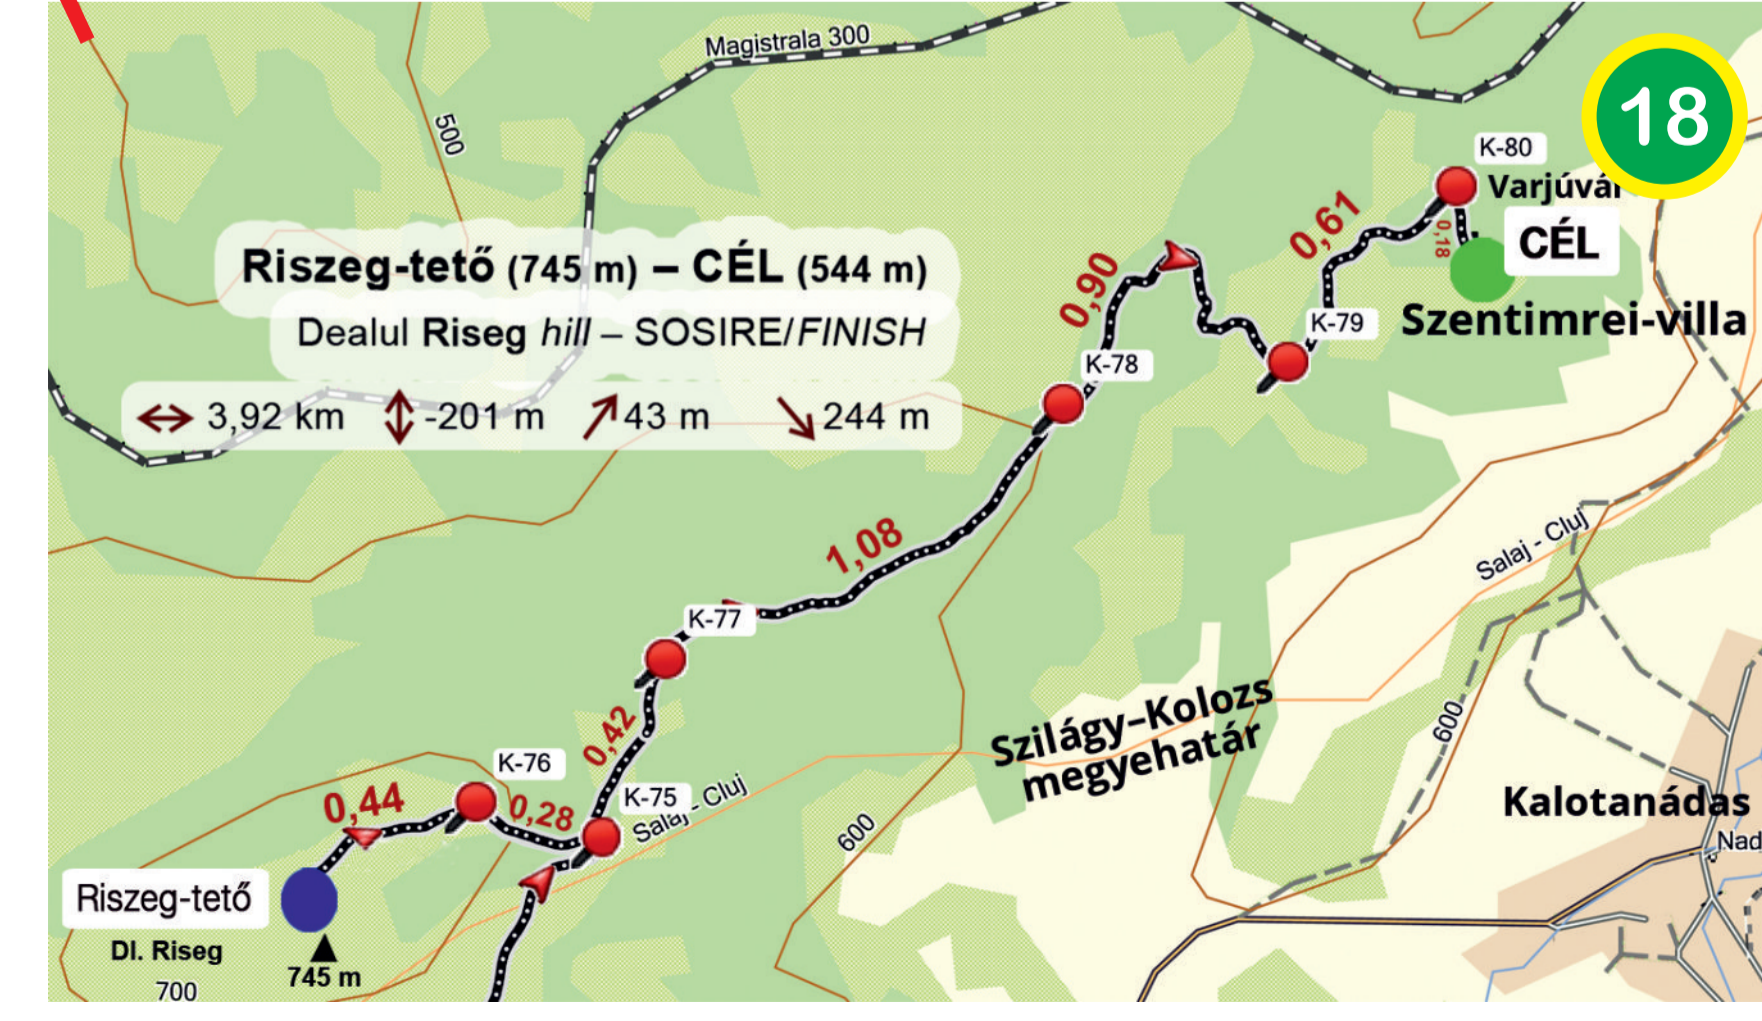 Magistrala 300
500
18
K-80
Varjúvár
0,61
0,18
CÉL
0,90
Riszeg-tető (745 m) – CÉL (544 m)
Dealul Riseg hill – SOSIRE/FINISH
3,92 km -201 m 43 m 244 m
K-79
Szentimrei-villa
K-78
1,08
Salaj - Cluj
K-77
0,42
Szilágy–Kolozs
megyehatár
600
K-76
0,44
0,28
K-75
Salaj - Cluj
600
Kalotanádas
Nad
Riszeg-tető
Dl. Riseg
745 m
700